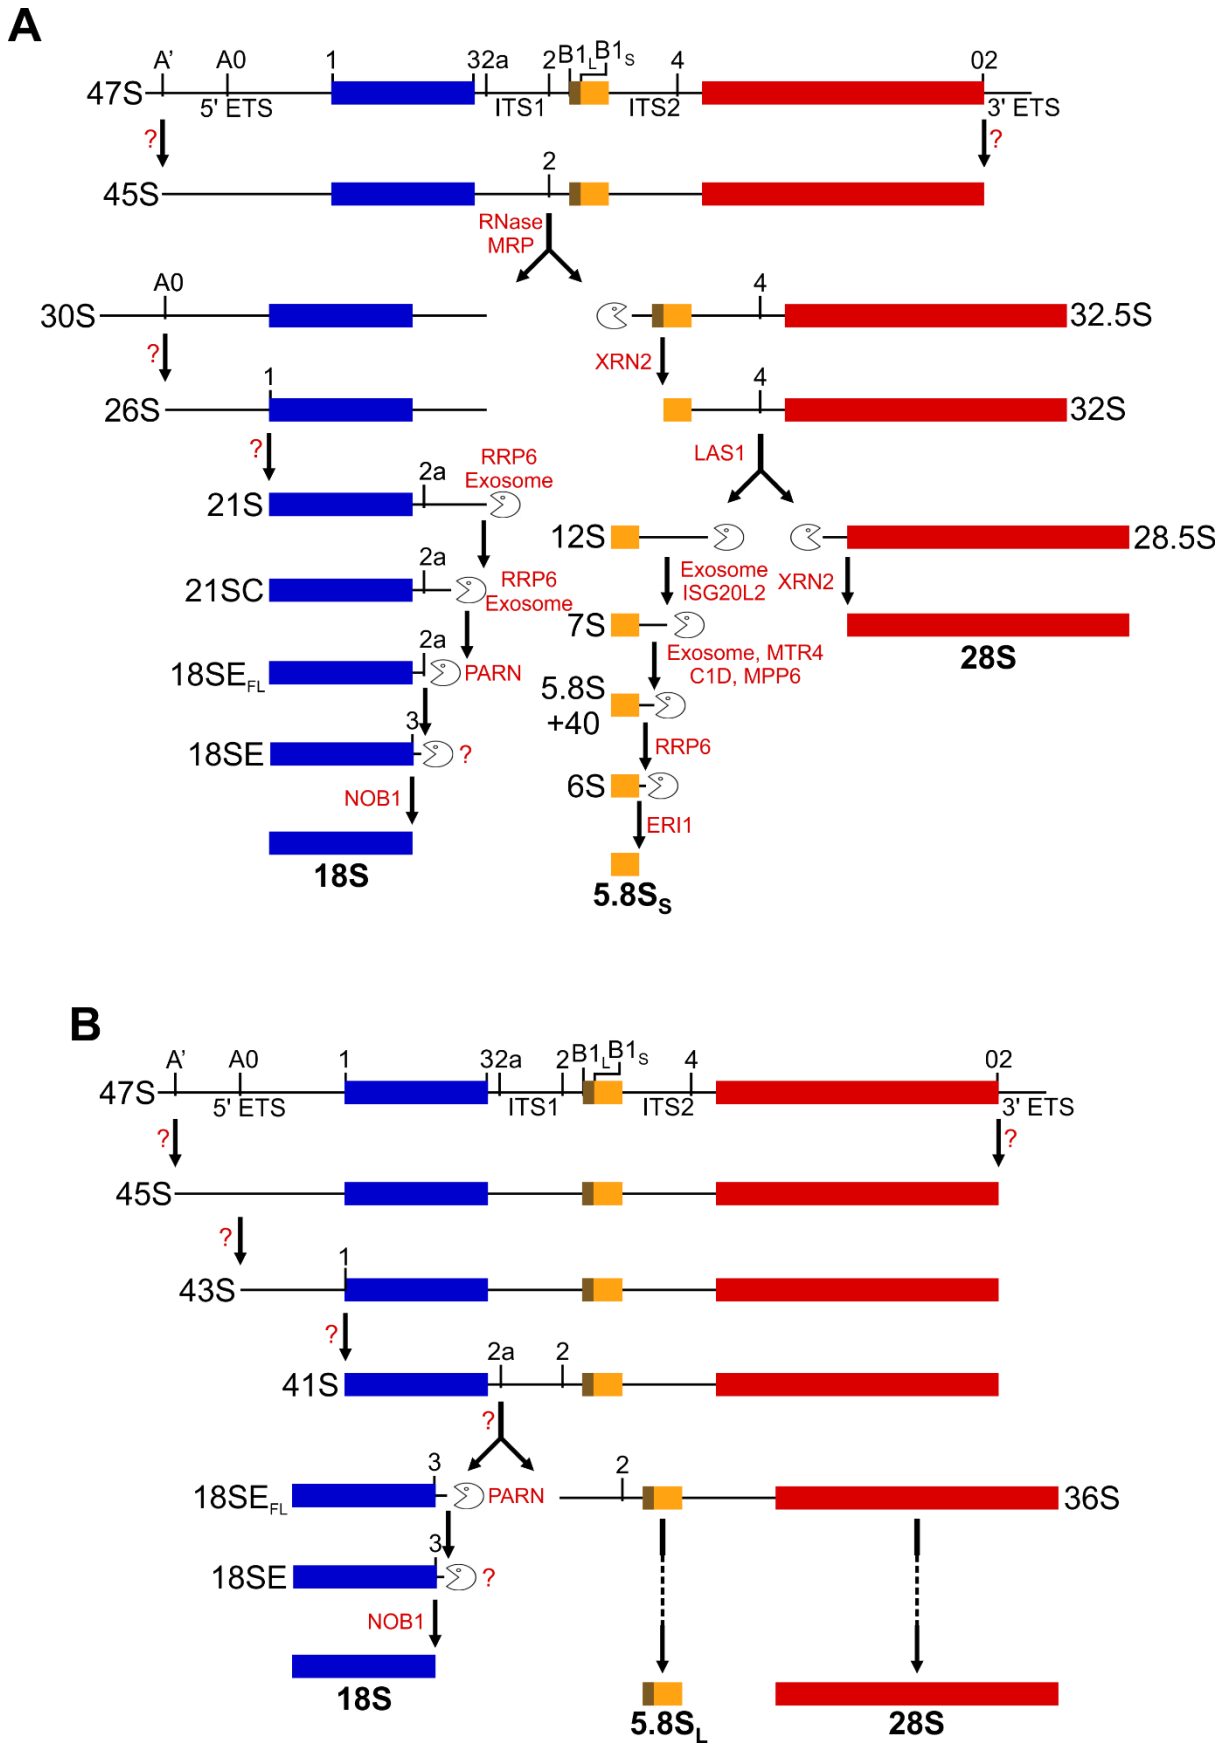 A
A' A0 1 32a 2 B1L B1S 4 02
47S 5' ETS ITS1 ITS2 3' ETS
? ?
2
45S
RNase
MRP
A0 4
30S 32.5S
? XRN2
1 4
26S 32S
? LAS1
2a RRP6
Exosome
21S
12S 28.5S
2a
21SC RRP6
Exosome
Exosome
ISG20L2 XRN2
7S
28S
2a
18SEFL PARN
Exosome, MTR4
C1D, MPP6
5.8S
+40
3
18SE ?
RRP6
NOB1 6S
ERI1
18S
5.8SS
B
A' A0 1 32a 2 B1L B1S 4 02
47S 5' ETS ITS1 ITS2 3' ETS
? ?
45S
?
1
43S
?
2a 2
41S
?
3 2
18SEFL PARN 36S
3
18SE ?
NOB1
18S 5.8SL 28S